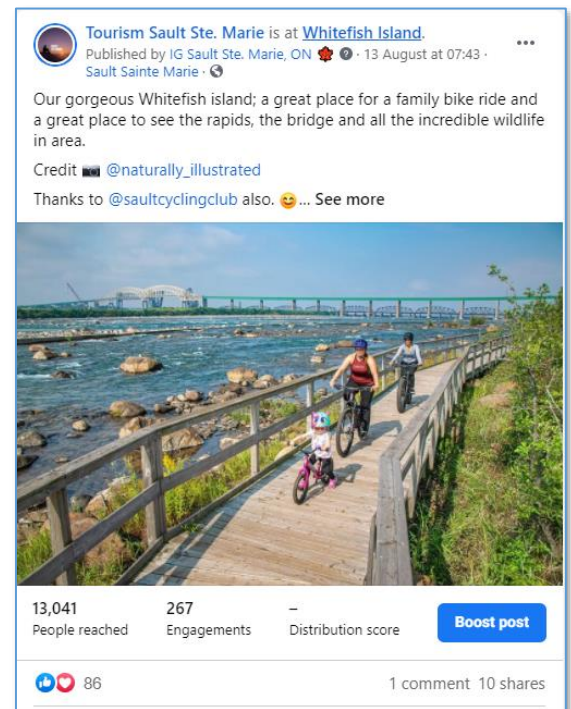 Tourism Sault Ste. Marie is at Whitefish Island.
Published by IG Sault Ste. Marie, ON · 13 August at 07:43 ·
Sault Sainte Marie ·
Our gorgeous Whitefish island; a great place for a family bike ride and
a great place to see the rapids, the bridge and all the incredible wildlife
in area.
Credit 📷 @naturally_illustrated
Thanks to @saultcyclingclub also. 😊... See more
13,041 267 –
People reached Engagements Distribution score
Boost post
86 1 comment 10 shares